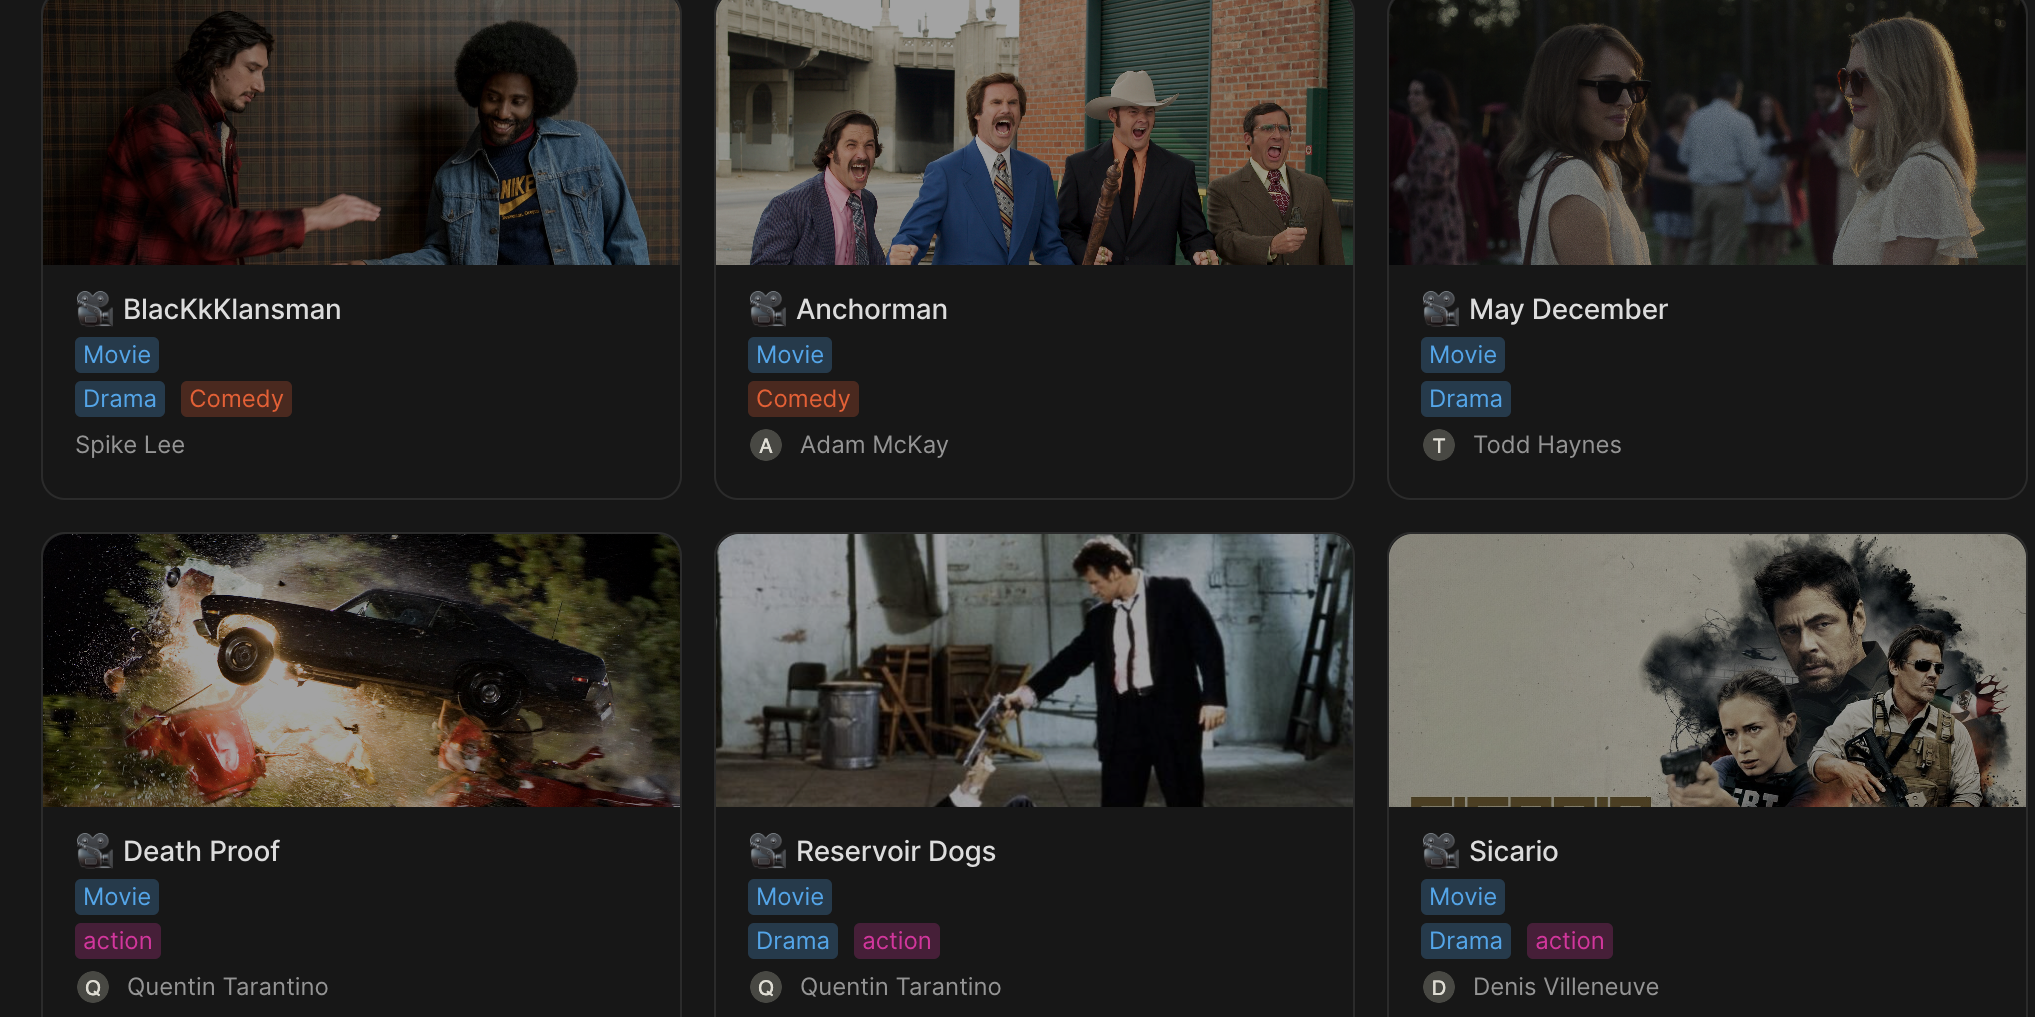 NIKE
BlacKkKlansman
Movie
Drama Comedy
Spike Lee
Anchorman
Movie
Comedy
A Adam McKay
May December
Movie
Drama
T Todd Haynes
Death Proof
Movie
action
Q Quentin Tarantino
Reservoir Dogs
Movie
Drama action
Q Quentin Tarantino
Sicario
Movie
Drama action
D Denis Villeneuve